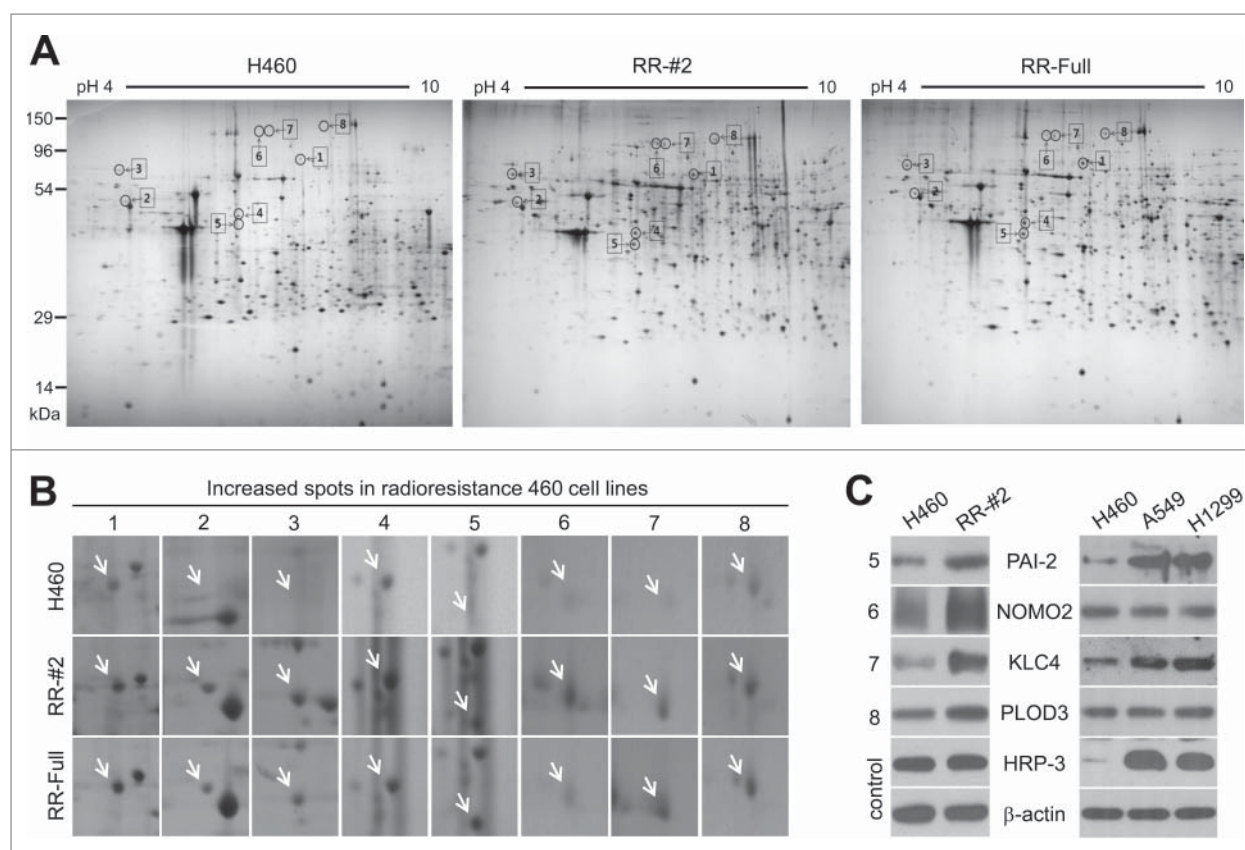 A
H460
RR-#2
RR-Full
pH 4 10
pH 4 10
pH 4 10
150
96
54
29
14
kDa
1 2 3 4 5 6 7 8
1 2 3 4 5 6 7 8
1 2 3 4 5 6 7 8
B
Increased spots in radioresistance 460 cell lines
1 2 3 4 5 6 7 8
H460
RR-#2
RR-Full
C
H460 RR-#2 H460 A549 H1299
5 PAI-2
6 NOMO2
7 KLC4
8 PLOD3
control HRP-3
β-actin